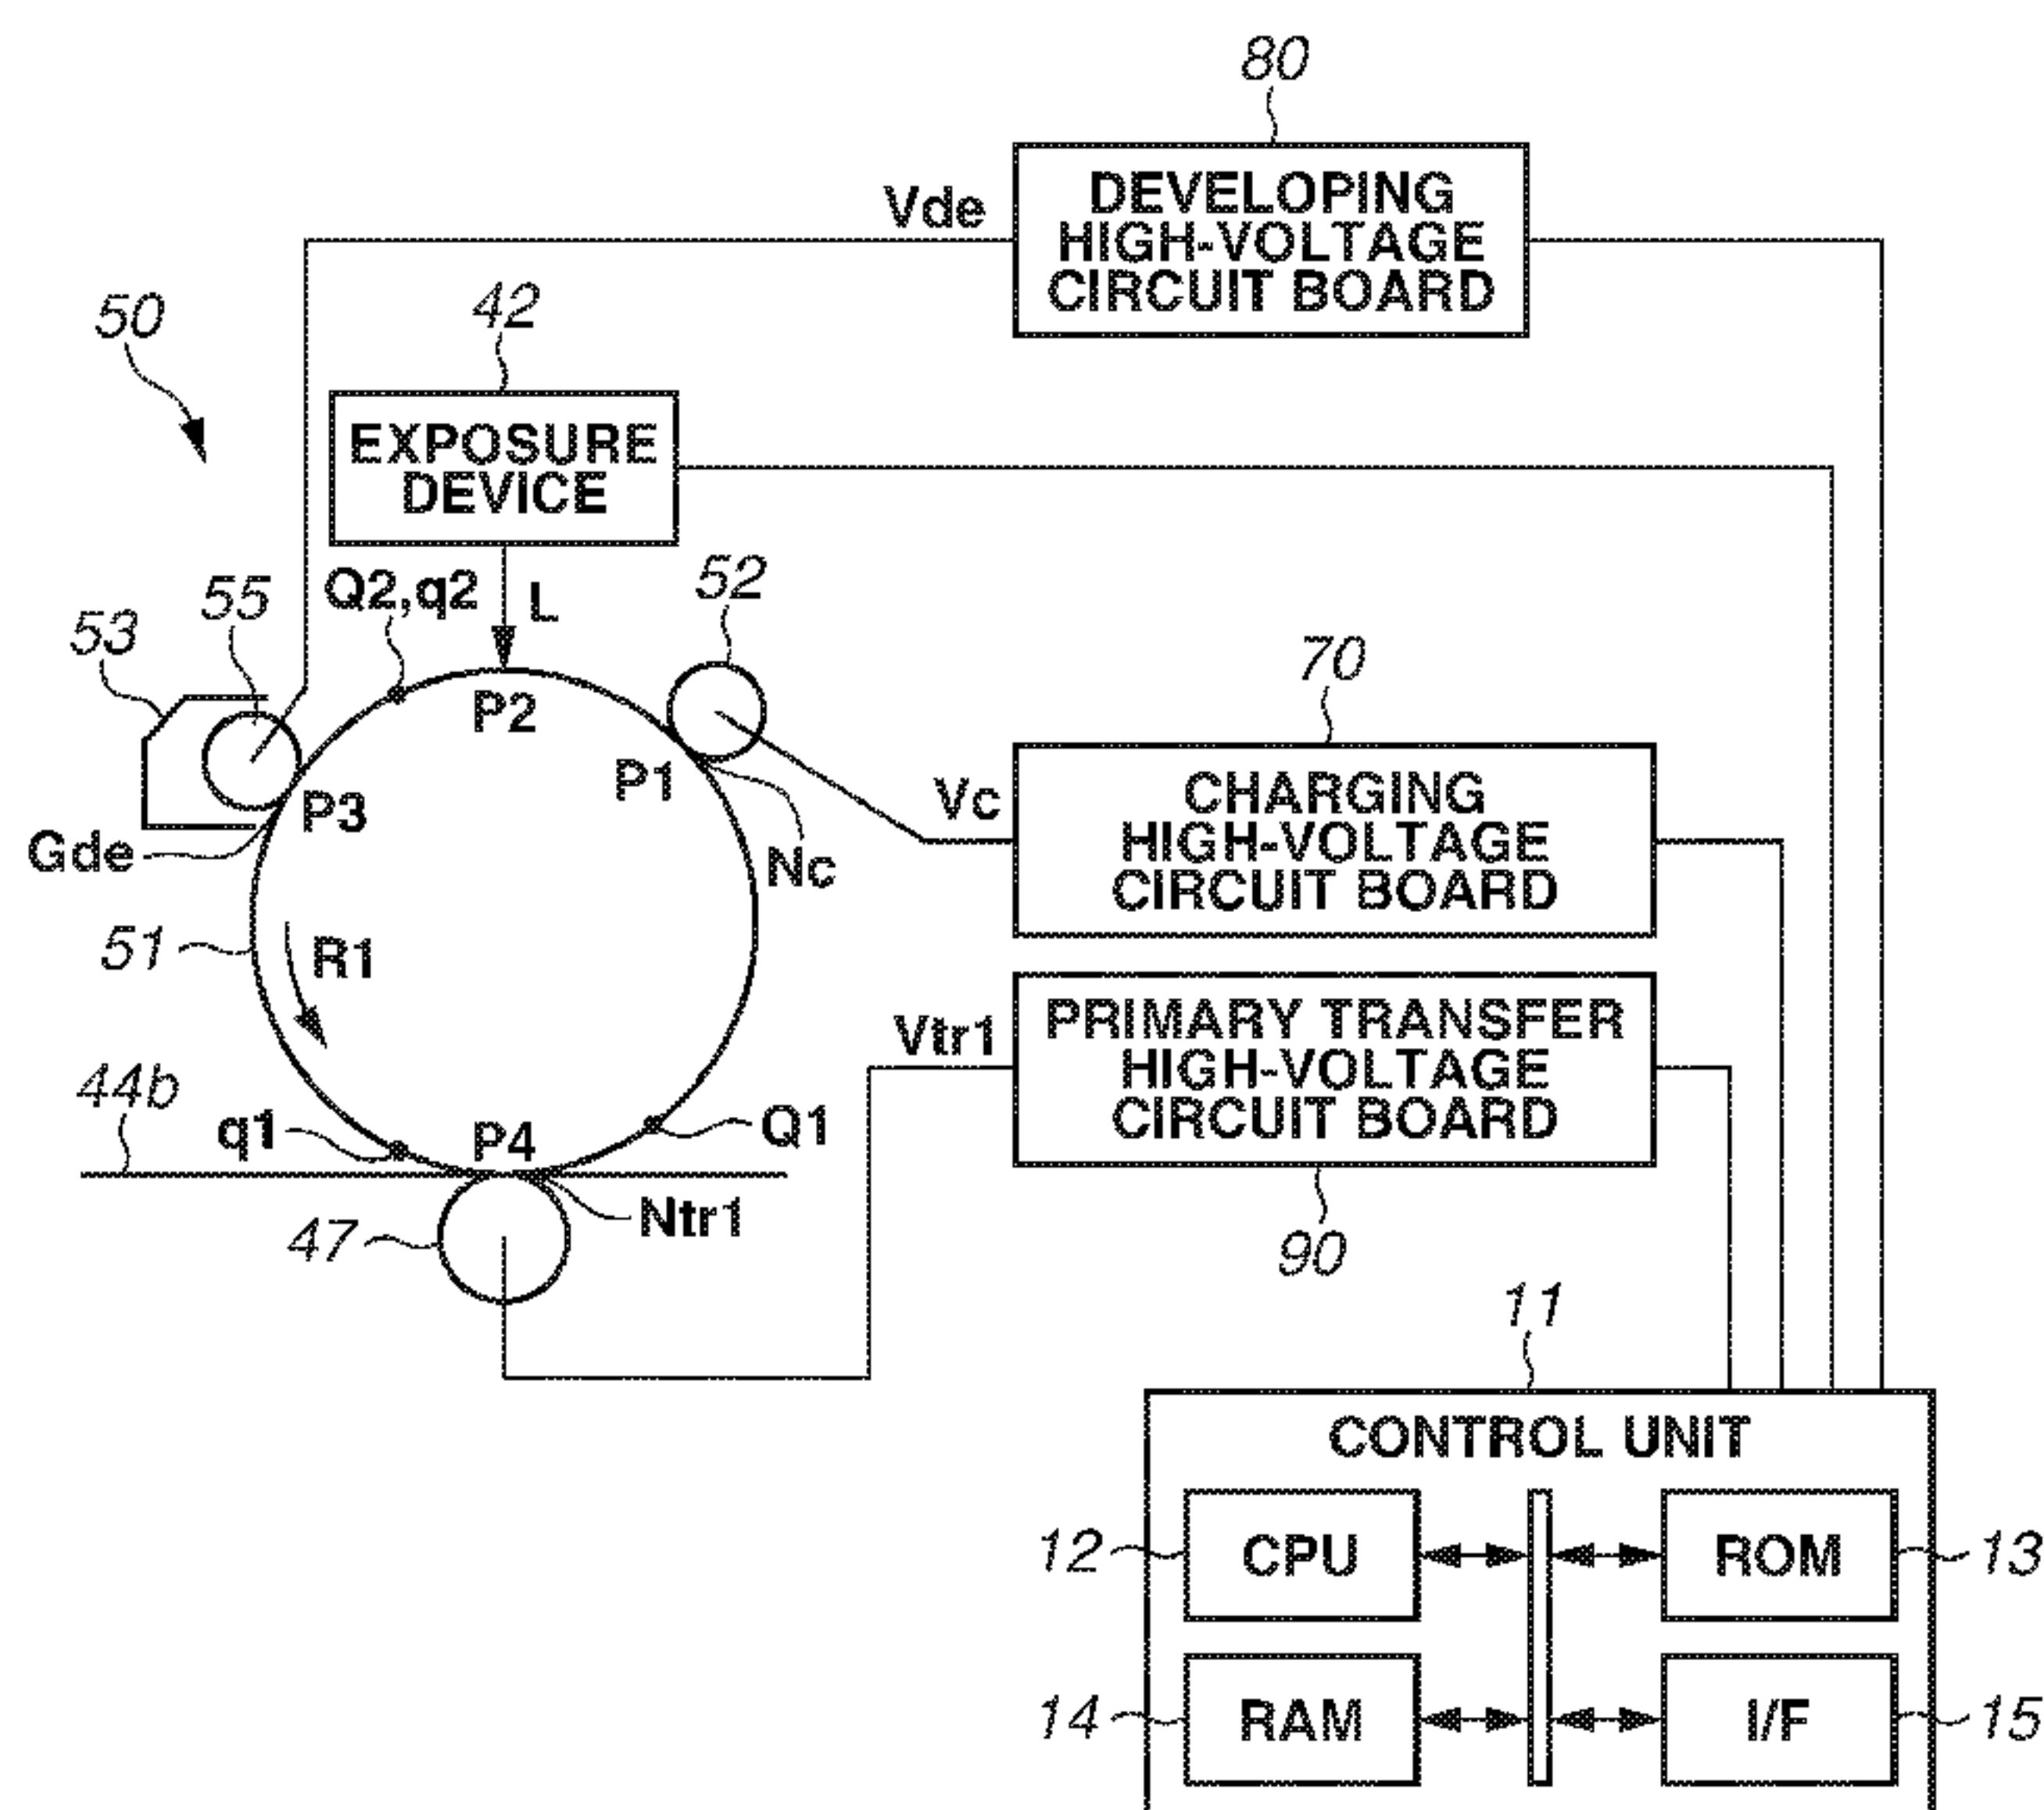 80
Vde
DEVELOPING
HIGH-VOLTAGE
CIRCUIT BOARD
50
42
EXPOSURE
DEVICE
Q2,q2
L
52
55
53
P2
P1
P3
Gde
Nc
70
Vc
CHARGING
HIGH-VOLTAGE
CIRCUIT BOARD
51
R1
Vtr1
PRIMARY TRANSFER
HIGH-VOLTAGE
CIRCUIT BOARD
44b
q1
P4
Q1
Ntr1
47
90
11
CONTROL UNIT
12
CPU
ROM
13
14
RAM
I/F
15